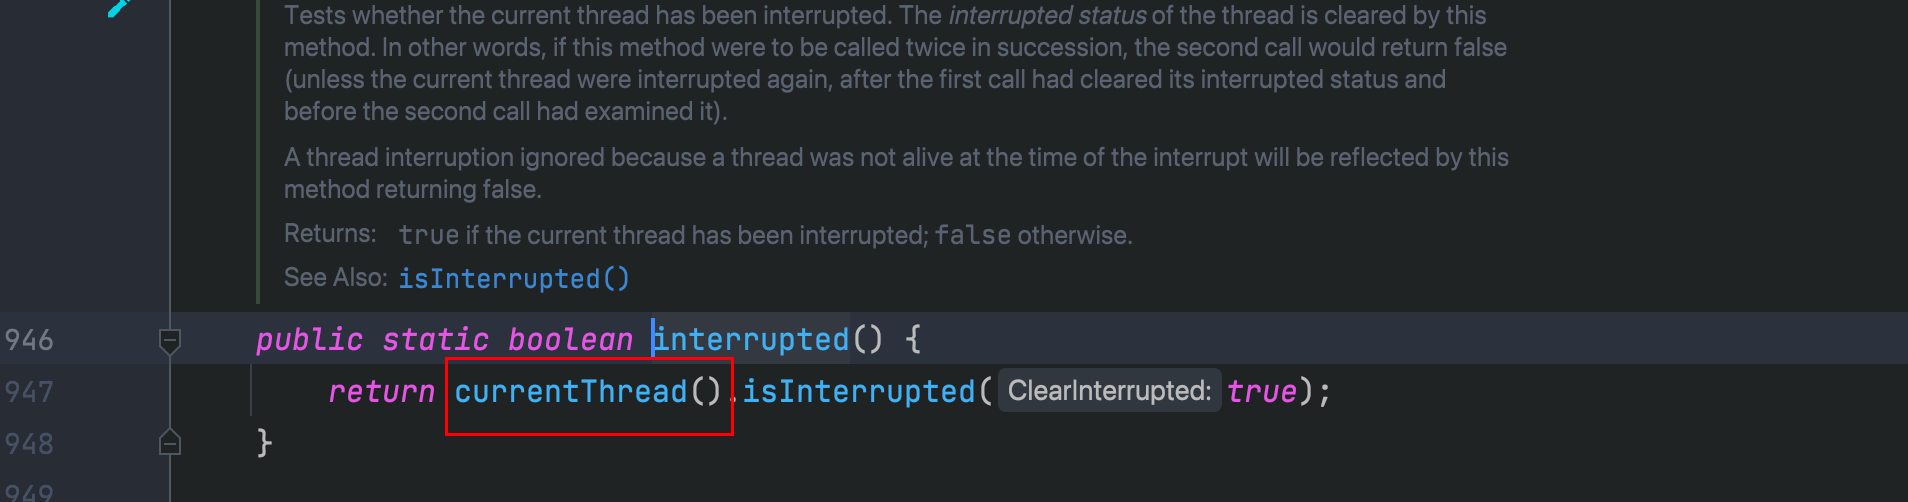 Tests whether the current thread has been interrupted. The interrupted status of the thread is cleared by this
method. In other words, if this method were to be called twice in succession, the second call would return false
(unless the current thread were interrupted again, after the first call had cleared its interrupted status and
before the second call had examined it).
A thread interruption ignored because a thread was not alive at the time of the interrupt will be reflected by this
method returning false.
Returns: true if the current thread has been interrupted; false otherwise.
See Also: isInterrupted()
946 public static boolean interrupted() {
947 return currentThread().isInterrupted( ClearInterrupted: true);
948 }
949